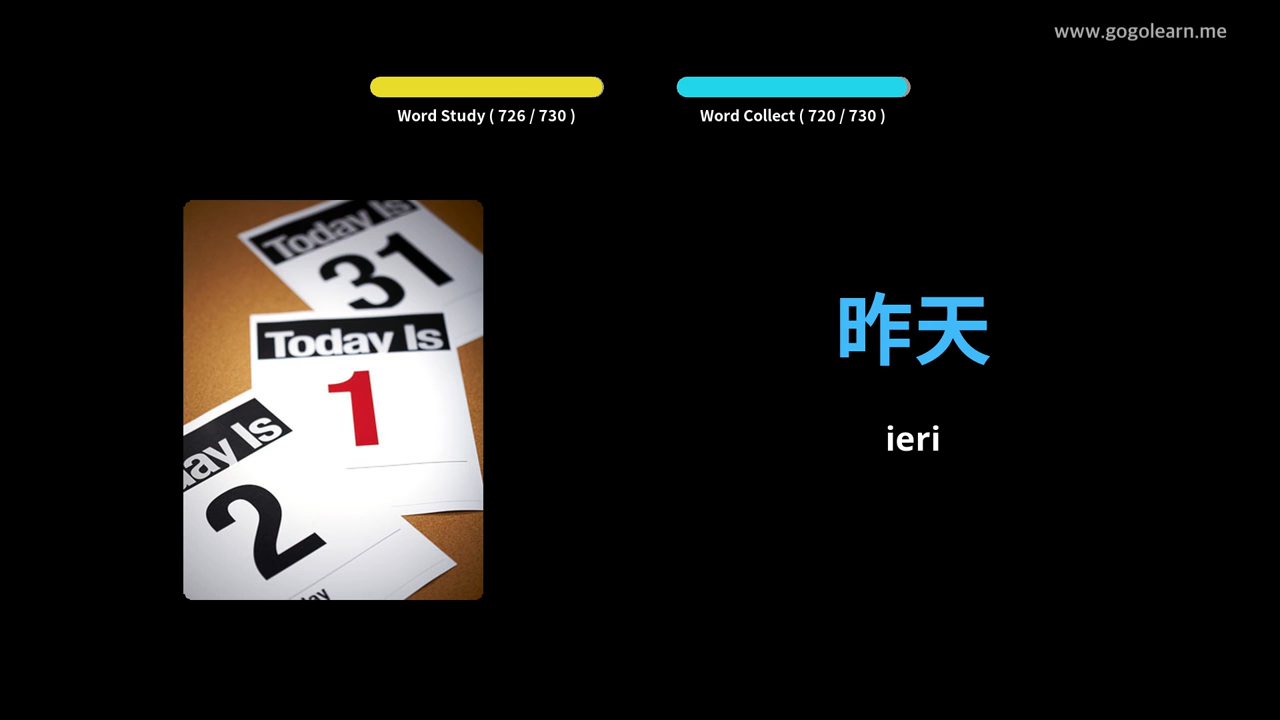 www.gogolearn.me
Word Study ( 726 / 730 )
Word Collect ( 720 / 730 )
Today Is
31
Today Is
1
Is
2
昨天
ieri